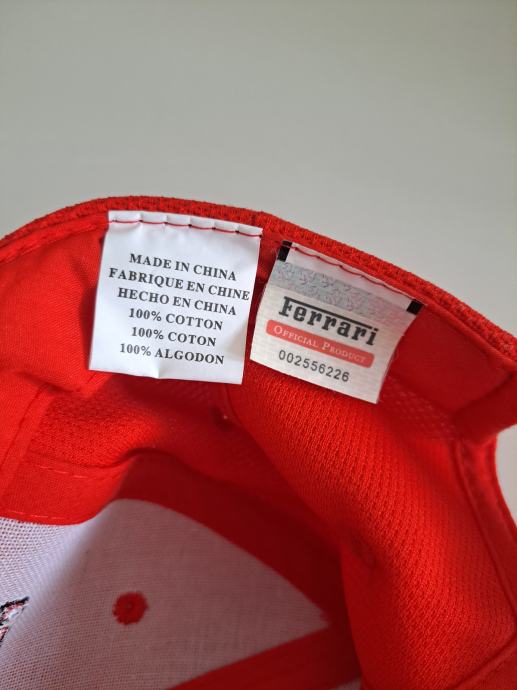 MADE IN CHINA
FABRIQUE EN CHINE
HECHO EN CHINA
100% COTTON
100% COTON
100% ALGODON
Ferrari
OFFICIAL PRODUCT
002556226